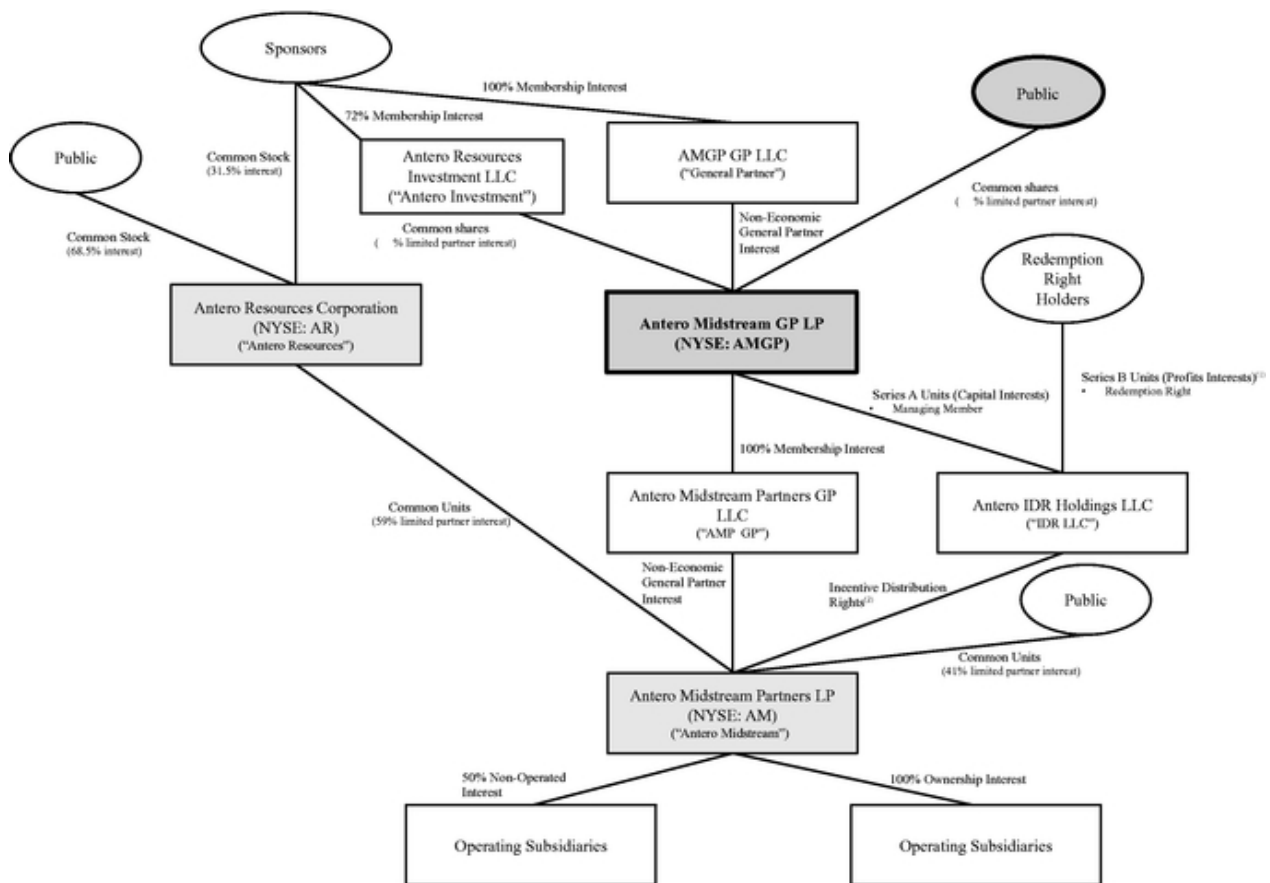 Sponsors
100% Membership Interest
Public
72% Membership Interest
Public
Common Stock
(31.5% interest)
Antero Resources
Investment LLC
("Antero Investment")
AMGP GP LLC
("General Partner")
Common shares
( % limited partner interest)
Common Stock
(68.5% interest)
Common shares
( % limited partner interest)
Non-Economic
General Partner
Interest
Redemption
Right
Holders
Antero Resources Corporation
(NYSE: AR)
("Antero Resources")
Antero Midstream GP LP
(NYSE: AMGP)
Series A Units (Capital Interests)
• Managing Member
Series B Units (Profits Interests)(1)
• Redemption Right
100% Membership Interest
Common Units
(59% limited partner interest)
Antero Midstream Partners GP
LLC
("AMP GP")
Antero IDR Holdings LLC
("IDR LLC")
Non-Economic
General Partner
Interest
Incentive Distribution
Rights(2)
Public
Common Units
(41% limited partner interest)
Antero Midstream Partners LP
(NYSE: AM)
("Antero Midstream")
50% Non-Operated
Interest
100% Ownership Interest
Operating Subsidiaries
Operating Subsidiaries